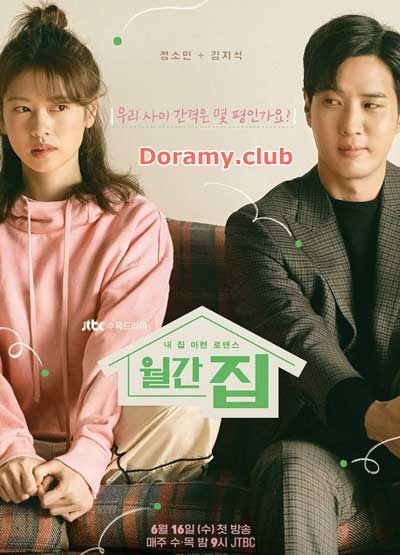 정소민 + 김지석
우리 사이 간격은 몇 평인가요?
Doramy.club
jtbc 수목드라마
내 집 마련 로맨스
월간 집
6월 16일 (수) 첫 방송
매주 수·목 밤 9시 JTBC